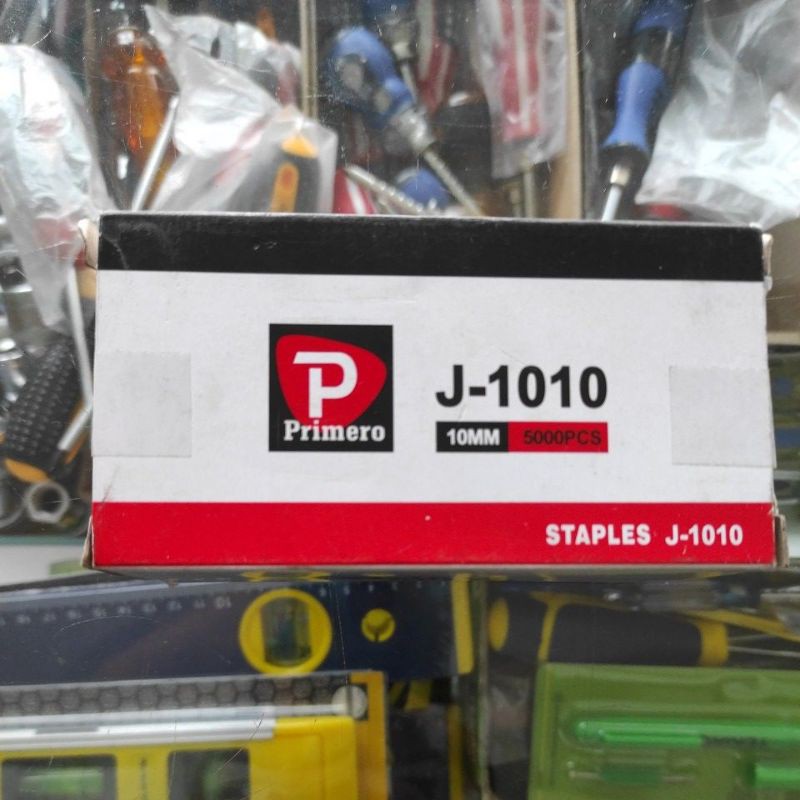 P
Primero
J-1010
10MM 5000PCS
STAPLES J-1010